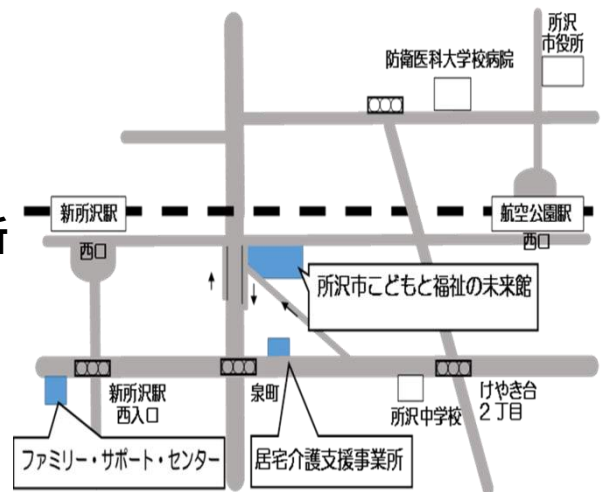 所沢
市役所
防衛医科大学校病院
所
新所沢駅
航空公園駅
西口
西口
所沢市こどもと福祉の未来館
新所沢駅
西入口
泉町
所沢中学校
けやき台
2丁目
ファミリー・サポート・センター
居宅介護支援事業所